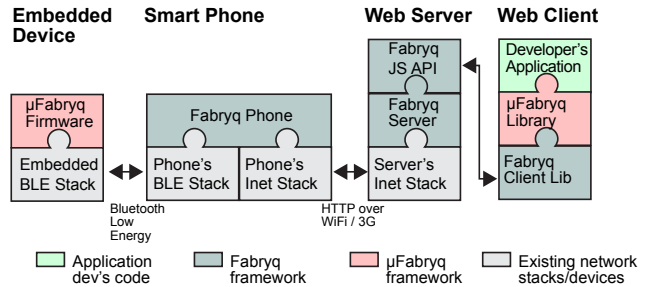 Embedded
Device
Smart Phone
Web Server
Web Client
µFabryq
Firmware
Embedded
BLE Stack
Bluetooth
Low
Energy
Fabryq Phone
Phone's
BLE Stack
Phone's
Inet Stack
HTTP over
WiFi / 3G
Fabryq
JS API
Fabryq
Server
Server's
Inet Stack
Developer's
Application
µFabryq
Library
Fabryq
Client Lib
Application
dev's code
Fabryq
framework
µFabryq
framework
Existing network
stacks/devices